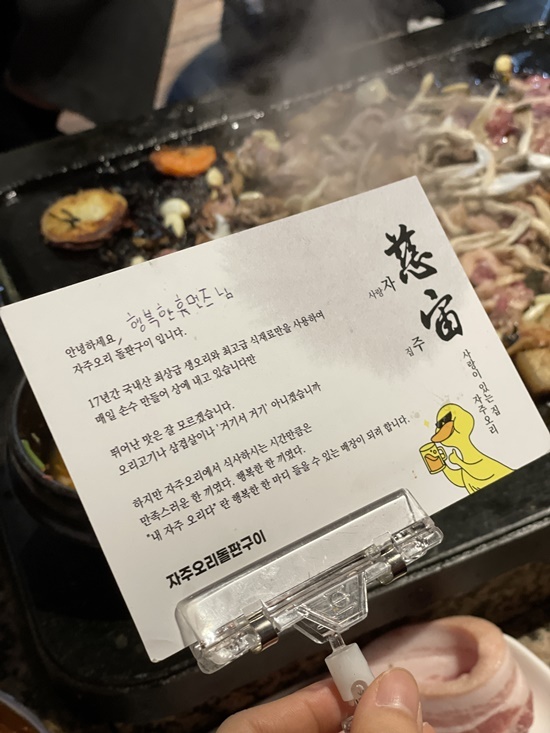 안녕하세요, 행복한휴먼즈 님
자주오리 돌판구이 입니다.
17년간 국내산 최상급 생오리와 최고급 식재료만을 사용하여
매일 손수 만들어 상에 내고 있습니다만
뛰어난 맛은 잘 모르겠습니다.
오리고기나 삼겹살이나 '거기서 거기' 아니겠습니까
하지만 자주오리에서 식사하시는 시간만큼은
만족스러운 한 끼였다. 행복한 한 끼였다.
"내 자주 오리다" 란 행복한 한 마디 들을 수 있는 매장이 되려 합니다.
자주오리돌판구이
慈
사랑 자
宙
집 주
사랑이 있는 집 자주오리